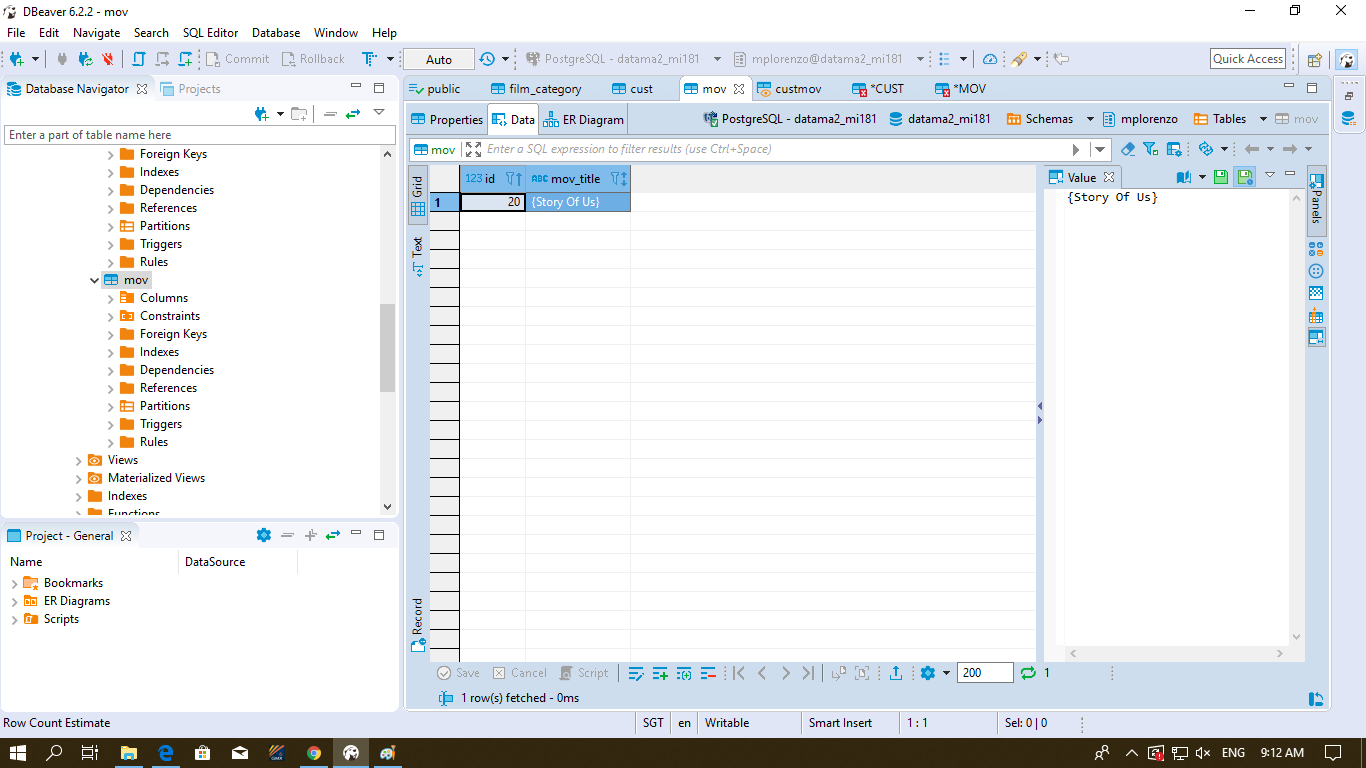 DBeaver 6.2.2 - mov
File Edit Navigate Search SQL Editor Database Window Help
Commit Rollback Auto PostgreSQL - datama2_mi181 mplorenzo@datama2_mi181 Quick Access
Database Navigator Projects
Enter a part of table name here
Foreign Keys
Indexes
Dependencies
References
Partitions
Triggers
Rules
mov
Columns
Constraints
Foreign Keys
Indexes
Dependencies
References
Partitions
Triggers
Rules
Views
Materialized Views
Indexes
Functions
Project - General
Name DataSource
Bookmarks
ER Diagrams
Scripts
public film_category cust mov custmov *CUST *MOV
Properties Data ER Diagram PostgreSQL - datama2_mi181 datama2_mi181 Schemas mplorenzo Tables mov
mov Enter a SQL expression to filter results (use Ctrl+Space)
Grid
Text
Record
123 id ABC mov_title
1 20 {Story Of Us}
Value
{Story Of Us}
Panels
Save Cancel Script 200 1
1 row(s) fetched - 0ms
Row Count Estimate SGT en Writable Smart Insert 1 : 1 Sel: 0 | 0
ENG 9:12 AM